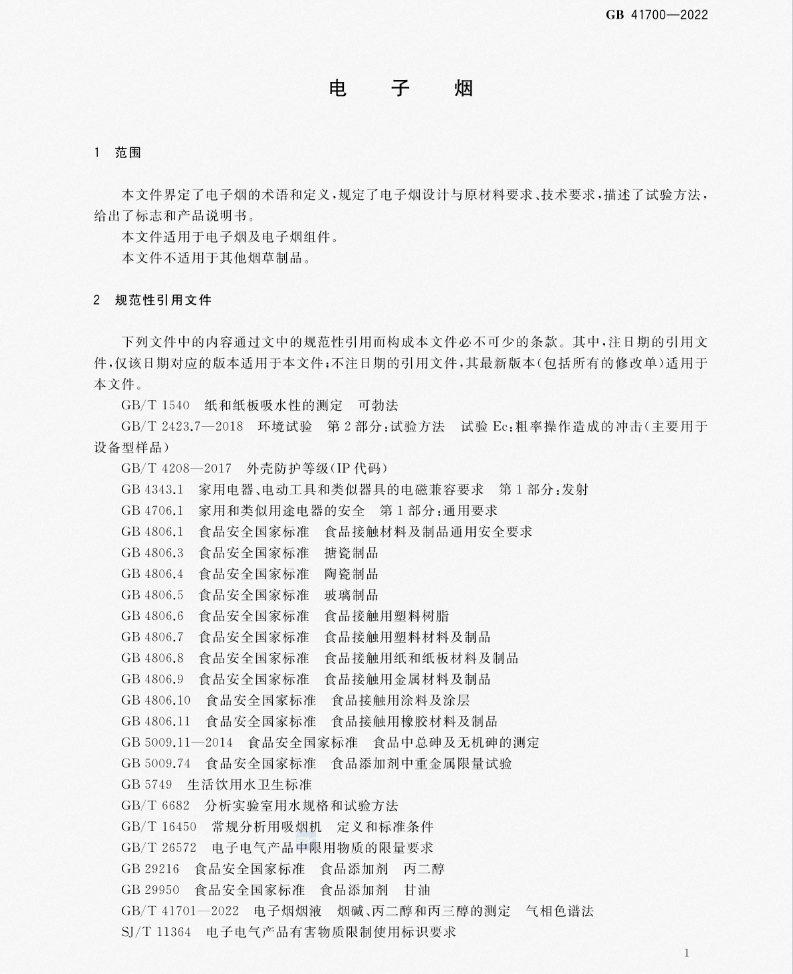 GB 41700—2022
电 子 烟
1 范围
本文件界定了电子烟的术语和定义,规定了电子烟设计与原材料要求、技术要求,描述了试验方法,
给出了标志和产品说明书。
本文件适用于电子烟及电子烟组件。
本文件不适用于其他烟草制品。
2 规范性引用文件
下列文件中的内容通过文中的规范性引用而构成本文件必不可少的条款。其中,注日期的引用文
件,仅该日期对应的版本适用于本文件;不注日期的引用文件,其最新版本(包括所有的修改单)适用于
本文件。
GB/T 1540 纸和纸板吸水性的测定 可勃法
GB/T 2423.7—2018 环境试验 第2部分:试验方法 试验 Ec:粗率操作造成的冲击(主要用于
设备型样品)
GB/T 4208—2017 外壳防护等级(IP 代码)
GB 4343.1 家用电器、电动工具和类似器具的电磁兼容要求 第1部分:发射
GB 4706.1 家用和类似用途电器的安全 第1部分:通用要求
GB 4806.1 食品安全国家标准 食品接触材料及制品通用安全要求
GB 4806.3 食品安全国家标准 搪瓷制品
GB 4806.4 食品安全国家标准 陶瓷制品
GB 4806.5 食品安全国家标准 玻璃制品
GB 4806.6 食品安全国家标准 食品接触用塑料树脂
GB 4806.7 食品安全国家标准 食品接触用塑料材料及制品
GB 4806.8 食品安全国家标准 食品接触用纸和纸板材料及制品
GB 4806.9 食品安全国家标准 食品接触用金属材料及制品
GB 4806.10 食品安全国家标准 食品接触用涂料及涂层
GB 4806.11 食品安全国家标准 食品接触用橡胶材料及制品
GB 5009.11—2014 食品安全国家标准 食品中总砷及无机砷的测定
GB 5009.74 食品安全国家标准 食品添加剂中重金属限量试验
GB 5749 生活饮用水卫生标准
GB/T 6682 分析实验室用水规格和试验方法
GB/T 16450 常规分析用吸烟机 定义和标准条件
GB/T 26572 电子电气产品中限用物质的限量要求
GB 29216 食品安全国家标准 食品添加剂 丙二醇
GB 29950 食品安全国家标准 食品添加剂 甘油
GB/T 41701—2022 电子烟烟液 烟碱、丙二醇和丙三醇的测定 气相色谱法
SJ/T 11364 电子电气产品有害物质限制使用标识要求
1